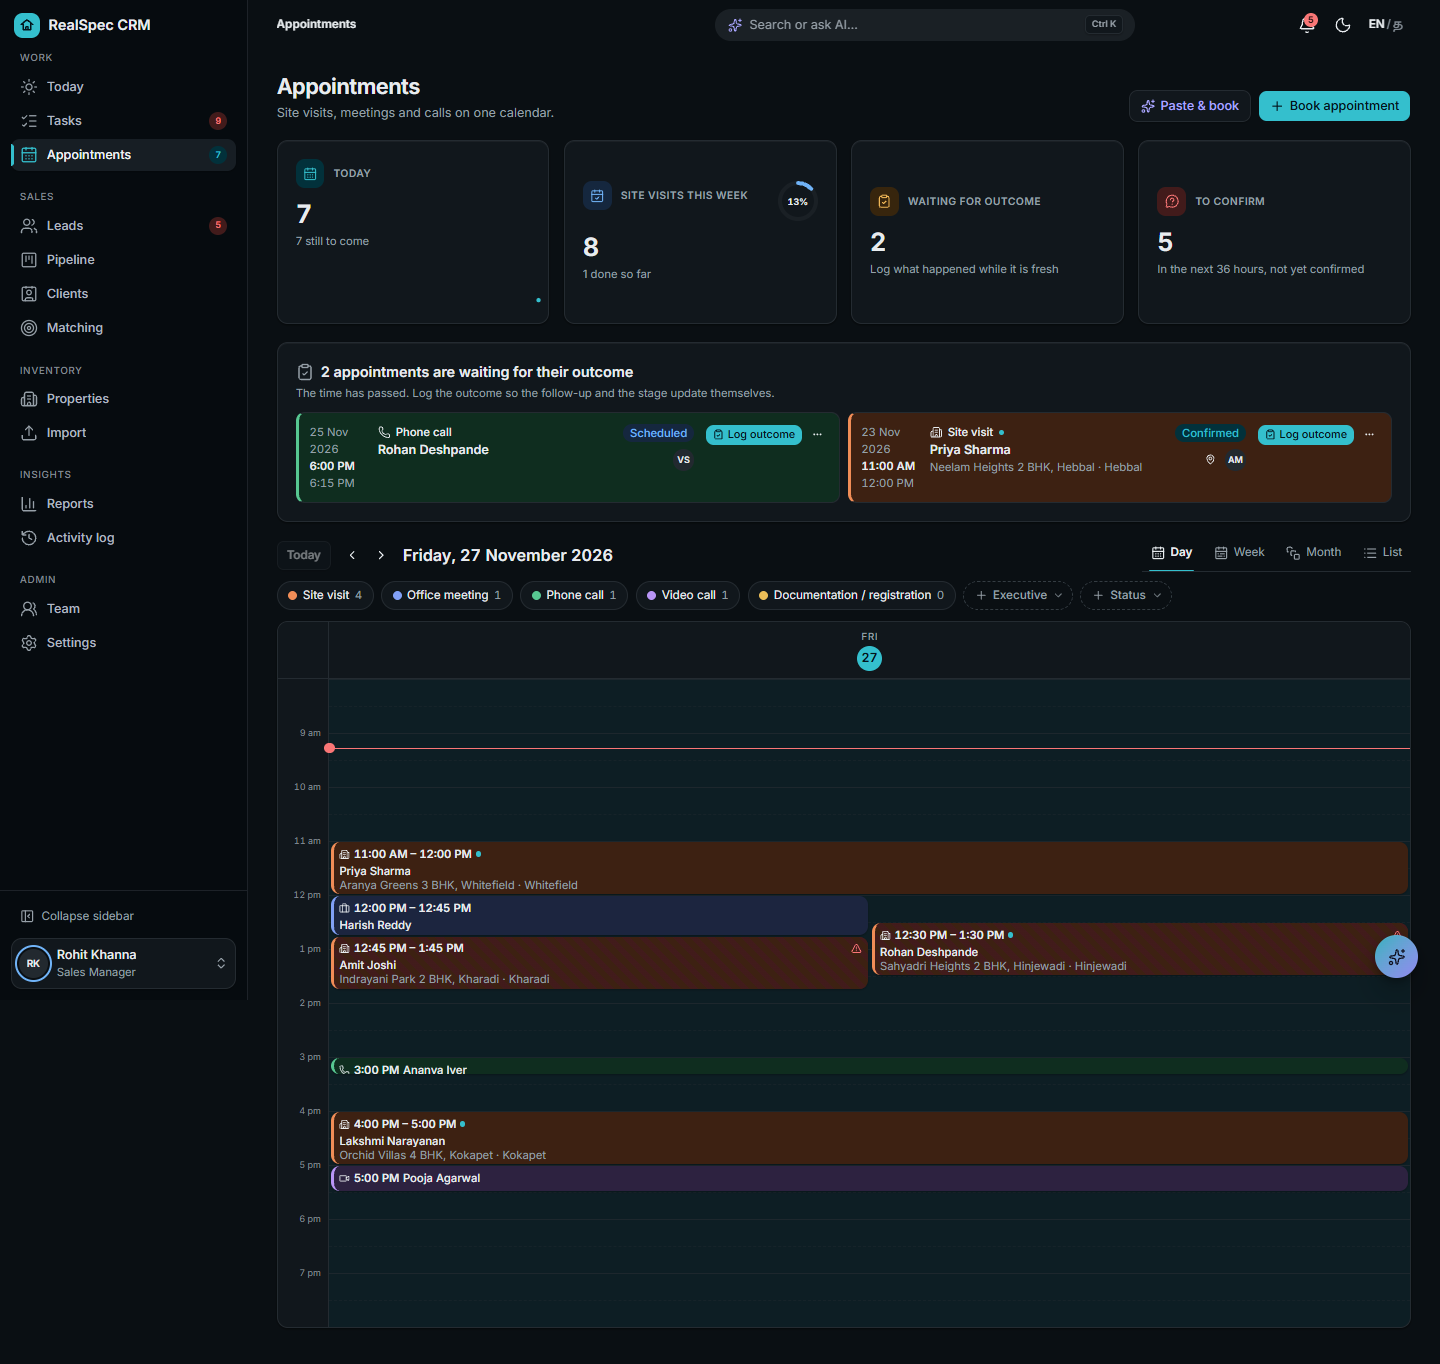 RealSpec CRM
WORK
Today
Tasks 9
Appointments 7
SALES
Leads 5
Pipeline
Clients
Matching
INVENTORY
Properties
Import
INSIGHTS
Reports
Activity log
ADMIN
Team
Settings
Collapse sidebar
RK
Rohit Khanna
Sales Manager
Appointments
Search or ask AI...
Ctrl K
5
EN / த
Appointments
Site visits, meetings and calls on one calendar.
Paste & book
Book appointment
TODAY
7
7 still to come
SITE VISITS THIS WEEK
13%
8
1 done so far
WAITING FOR OUTCOME
2
Log what happened while it is fresh
TO CONFIRM
5
In the next 36 hours, not yet confirmed
2 appointments are waiting for their outcome
The time has passed. Log the outcome so the follow-up and the stage update themselves.
25 Nov
2026
6:00 PM
6:15 PM
Phone call
Rohan Deshpande
Scheduled
VS
Log outcome
23 Nov
2026
11:00 AM
12:00 PM
Site visit
Priya Sharma
Neelam Heights 2 BHK, Hebbal · Hebbal
Confirmed
AM
Log outcome
Today
Friday, 27 November 2026
Day
Week
Month
List
Site visit 4
Office meeting 1
Phone call 1
Video call 1
Documentation / registration 0
Executive
Status
FRI
27
9 am
10 am
11 am
11:00 AM – 12:00 PM
Priya Sharma
Aranya Greens 3 BHK, Whitefield · Whitefield
12 pm
12:00 PM – 12:45 PM
Harish Reddy
12:30 PM – 1:30 PM
Rohan Deshpande
Sahyadri Heights 2 BHK, Hinjewadi · Hinjewadi
1 pm
12:45 PM – 1:45 PM
Amit Joshi
Indrayani Park 2 BHK, Kharadi · Kharadi
2 pm
3 pm
3:00 PM Ananya Iyer
4 pm
4:00 PM – 5:00 PM
Lakshmi Narayanan
Orchid Villas 4 BHK, Kokapet · Kokapet
5 pm
5:00 PM Pooja Agarwal
6 pm
7 pm